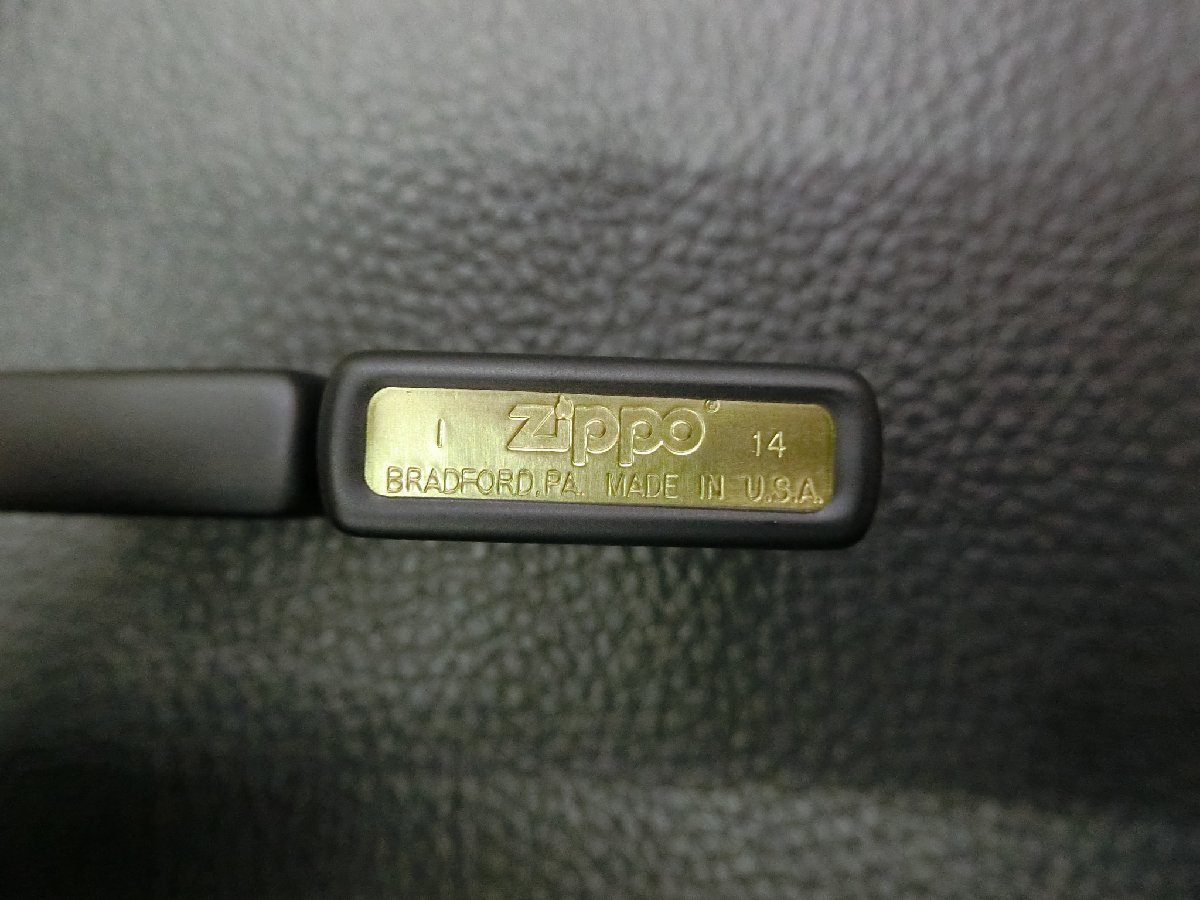 I zippo® 14
BRADFORD, PA. MADE IN U.S.A.